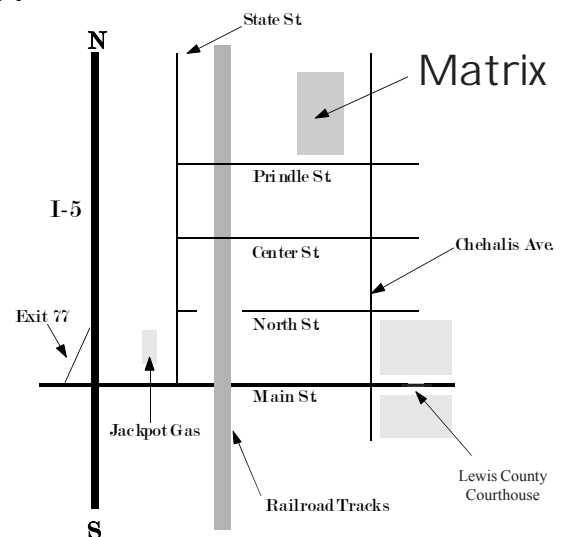 State St.
N
Matrix
Prindle St.
I-5
Center St.
Chehalis Ave.
Exit 77
North St.
Main St.
Jackpot Gas
Lewis County
Courthouse
Railroad Tracks
S